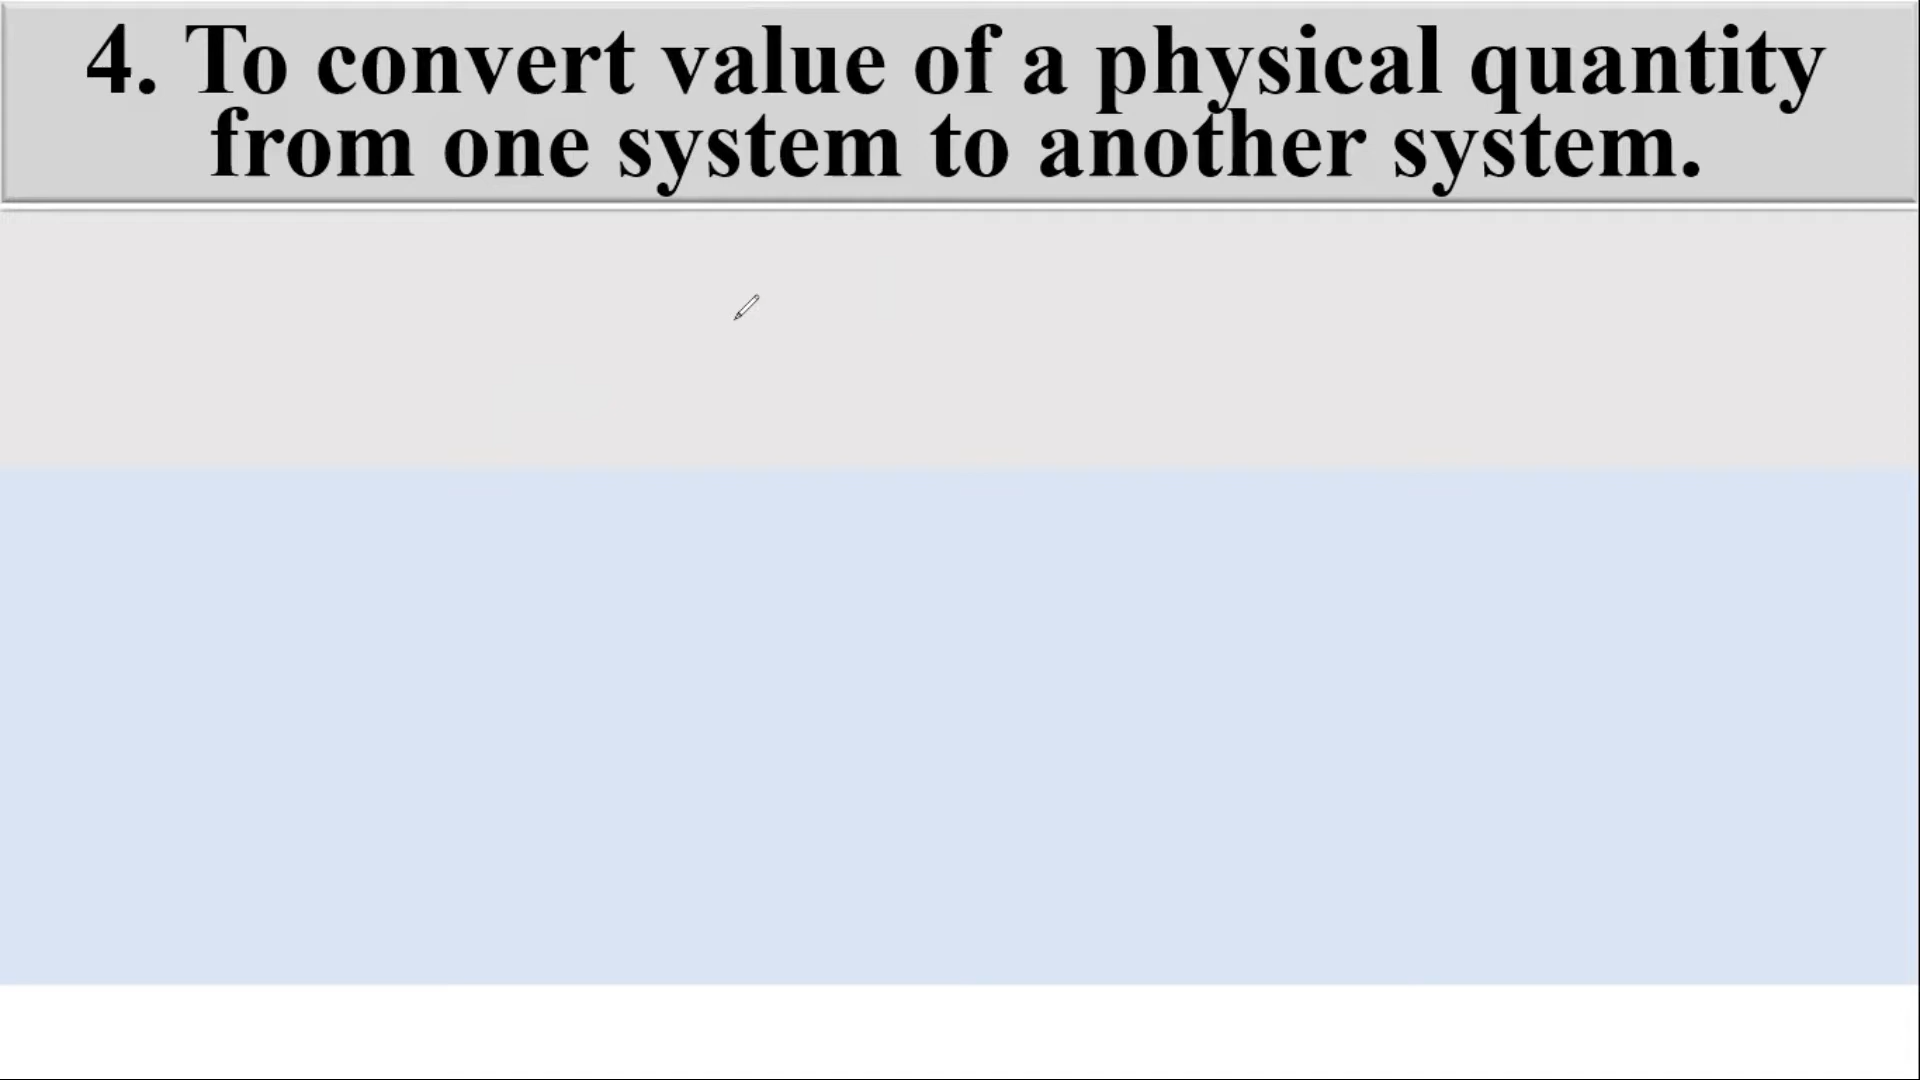 4. To convert value of a physical quantity
from one system to another system.